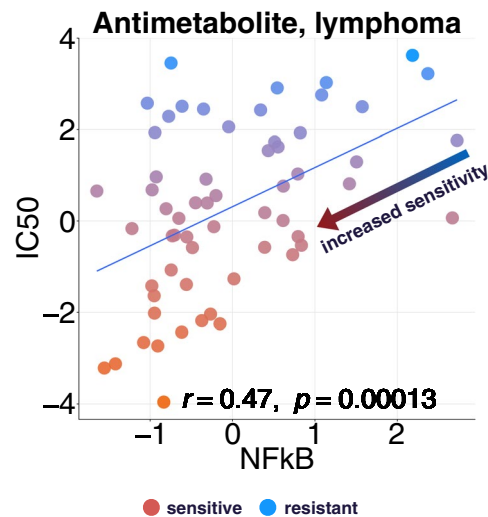 Antimetabolite, lymphoma
4
2
0
−2
−4
IC50
increased sensitivity
r = 0.47, p = 0.00013
−1
0
1
2
NFkB
sensitive resistant